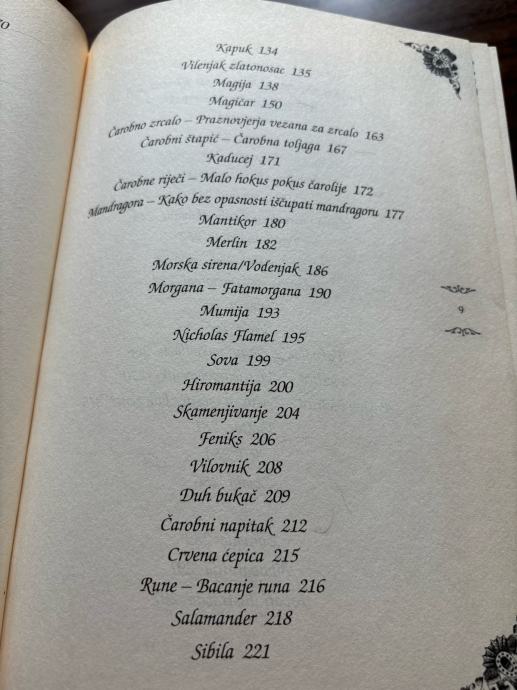 Kapuk 134
Vilenjak zlatonosac 135
Magija 138
Magičar 150
Čarobno zrcalo – Praznovjerja vezana za zrcalo 163
Čarobni štapić – Čarobna toljaga 167
Kaducej 171
Čarobne riječi – Malo hokus pokus čarolije 172
Mandragora – Kako bez opasnosti iščupati mandragoru 177
Mantikor 180
Merlin 182
Morska sirena/Vodenjak 186
Morgana – Fatamorgana 190
Mumija 193
Nicholas Flamel 195
Sova 199
Hiromantija 200
Skamenjivanje 204
Feniks 206
Vilovnik 208
Duh bukač 209
Čarobni napitak 212
Crvena ćepica 215
Rune – Bacanje runa 216
Salamander 218
Sibila 221
9